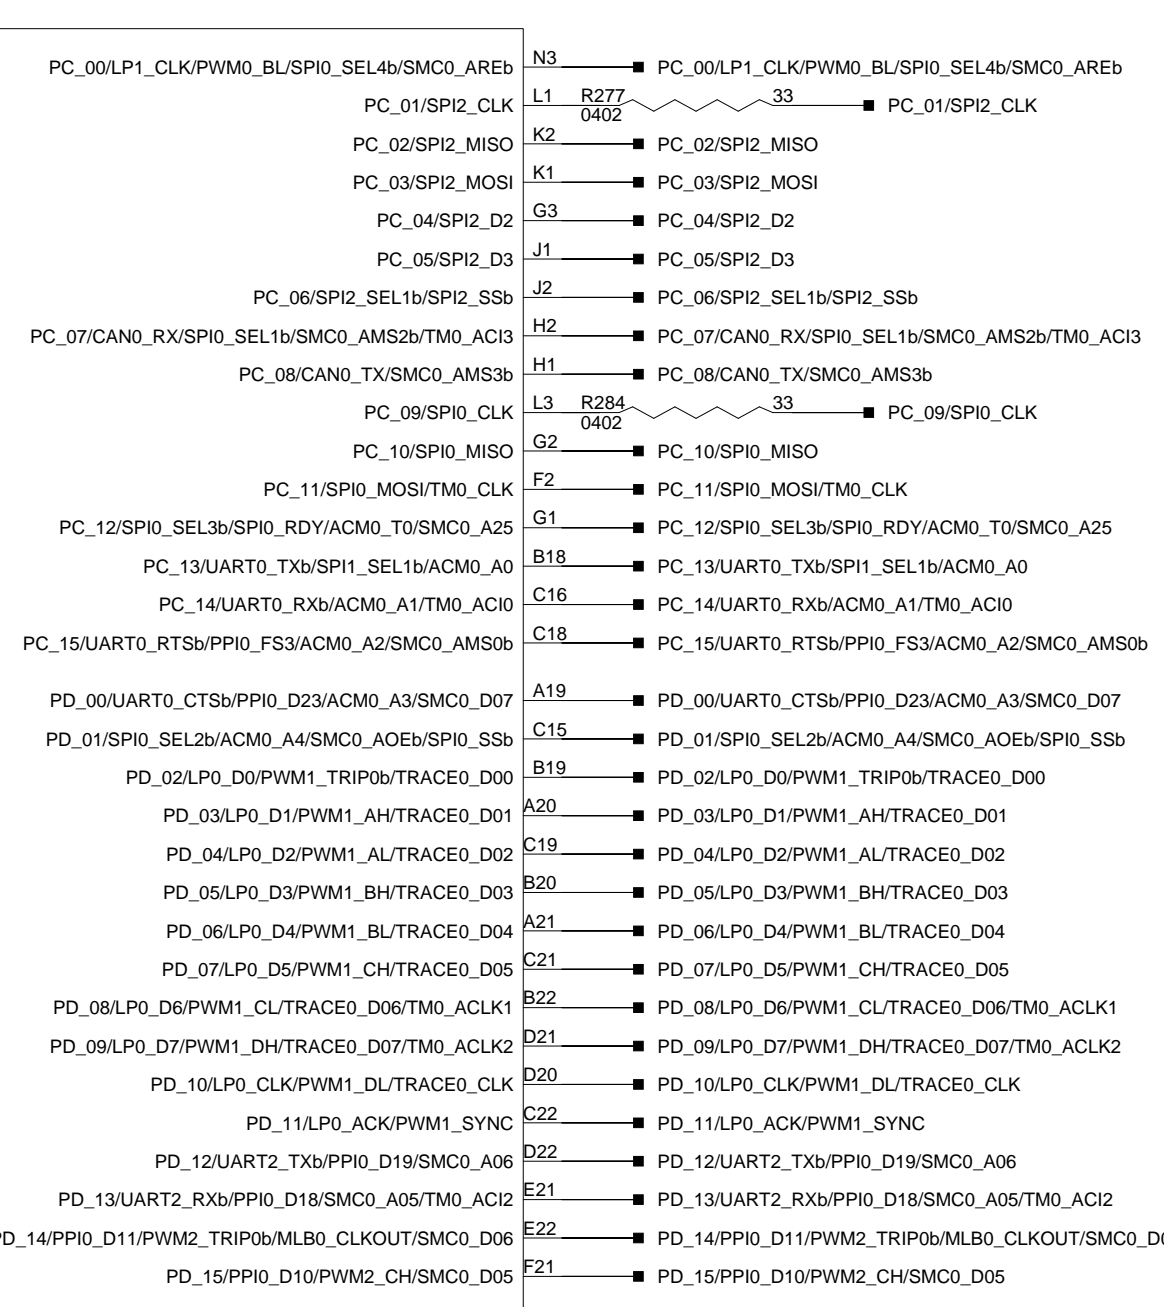 PC_00/LP1_CLK/PWM0_BL/SPI0_SEL4b/SMC0_AREb N3 PC_00/LP1_CLK/PWM0_BL/SPI0_SEL4b/SMC0_AREb
PC_01/SPI2_CLK L1 R277 0402 33 PC_01/SPI2_CLK
PC_02/SPI2_MISO K2 PC_02/SPI2_MISO
PC_03/SPI2_MOSI K1 PC_03/SPI2_MOSI
PC_04/SPI2_D2 G3 PC_04/SPI2_D2
PC_05/SPI2_D3 J1 PC_05/SPI2_D3
PC_06/SPI2_SEL1b/SPI2_SSb J2 PC_06/SPI2_SEL1b/SPI2_SSb
PC_07/CAN0_RX/SPI0_SEL1b/SMC0_AMS2b/TM0_ACI3 H2 PC_07/CAN0_RX/SPI0_SEL1b/SMC0_AMS2b/TM0_ACI3
PC_08/CAN0_TX/SMC0_AMS3b H1 PC_08/CAN0_TX/SMC0_AMS3b
PC_09/SPI0_CLK L3 R284 0402 33 PC_09/SPI0_CLK
PC_10/SPI0_MISO G2 PC_10/SPI0_MISO
PC_11/SPI0_MOSI/TM0_CLK F2 PC_11/SPI0_MOSI/TM0_CLK
PC_12/SPI0_SEL3b/SPI0_RDY/ACM0_T0/SMC0_A25 G1 PC_12/SPI0_SEL3b/SPI0_RDY/ACM0_T0/SMC0_A25
PC_13/UART0_TXb/SPI1_SEL1b/ACM0_A0 B18 PC_13/UART0_TXb/SPI1_SEL1b/ACM0_A0
PC_14/UART0_RXb/ACM0_A1/TM0_ACI0 C16 PC_14/UART0_RXb/ACM0_A1/TM0_ACI0
PC_15/UART0_RTSb/PPI0_FS3/ACM0_A2/SMC0_AMS0b C18 PC_15/UART0_RTSb/PPI0_FS3/ACM0_A2/SMC0_AMS0b
PD_00/UART0_CTSb/PPI0_D23/ACM0_A3/SMC0_D07 A19 PD_00/UART0_CTSb/PPI0_D23/ACM0_A3/SMC0_D07
PD_01/SPI0_SEL2b/ACM0_A4/SMC0_AOEb/SPI0_SSb C15 PD_01/SPI0_SEL2b/ACM0_A4/SMC0_AOEb/SPI0_SSb
PD_02/LP0_D0/PWM1_TRIP0b/TRACE0_D00 B19 PD_02/LP0_D0/PWM1_TRIP0b/TRACE0_D00
PD_03/LP0_D1/PWM1_AH/TRACE0_D01 A20 PD_03/LP0_D1/PWM1_AH/TRACE0_D01
PD_04/LP0_D2/PWM1_AL/TRACE0_D02 C19 PD_04/LP0_D2/PWM1_AL/TRACE0_D02
PD_05/LP0_D3/PWM1_BH/TRACE0_D03 B20 PD_05/LP0_D3/PWM1_BH/TRACE0_D03
PD_06/LP0_D4/PWM1_BL/TRACE0_D04 A21 PD_06/LP0_D4/PWM1_BL/TRACE0_D04
PD_07/LP0_D5/PWM1_CH/TRACE0_D05 C21 PD_07/LP0_D5/PWM1_CH/TRACE0_D05
PD_08/LP0_D6/PWM1_CL/TRACE0_D06/TM0_ACLK1 B22 PD_08/LP0_D6/PWM1_CL/TRACE0_D06/TM0_ACLK1
PD_09/LP0_D7/PWM1_DH/TRACE0_D07/TM0_ACLK2 D21 PD_09/LP0_D7/PWM1_DH/TRACE0_D07/TM0_ACLK2
PD_10/LP0_CLK/PWM1_DL/TRACE0_CLK D20 PD_10/LP0_CLK/PWM1_DL/TRACE0_CLK
PD_11/LP0_ACK/PWM1_SYNC C22 PD_11/LP0_ACK/PWM1_SYNC
PD_12/UART2_TXb/PPI0_D19/SMC0_A06 D22 PD_12/UART2_TXb/PPI0_D19/SMC0_A06
PD_13/UART2_RXb/PPI0_D18/SMC0_A05/TM0_ACI2 E21 PD_13/UART2_RXb/PPI0_D18/SMC0_A05/TM0_ACI2
PD_14/PPI0_D11/PWM2_TRIP0b/MLB0_CLKOUT/SMC0_D06 E22 PD_14/PPI0_D11/PWM2_TRIP0b/MLB0_CLKOUT/SMC0_D0
PD_15/PPI0_D10/PWM2_CH/SMC0_D05 F21 PD_15/PPI0_D10/PWM2_CH/SMC0_D05